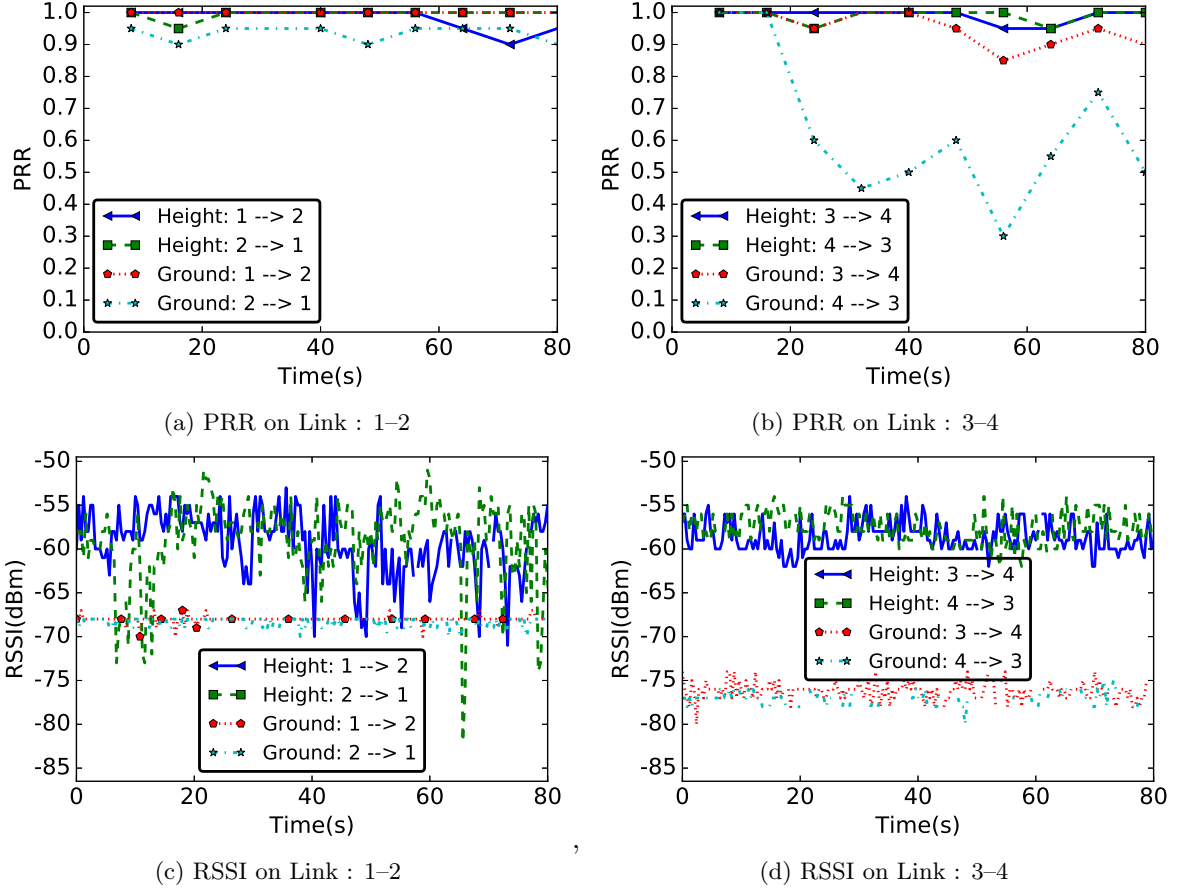 1.0
0.9
0.8
0.7
0.6
0.5
0.4
0.3
0.2
0.1
0.0
PRR
Height: 1 --> 2
Height: 2 --> 1
Ground: 1 --> 2
Ground: 2 --> 1
0 20 40 60 80
Time(s)
(a) PRR on Link : 1–2
1.0
0.9
0.8
0.7
0.6
0.5
0.4
0.3
0.2
0.1
0.0
PRR
Height: 3 --> 4
Height: 4 --> 3
Ground: 3 --> 4
Ground: 4 --> 3
0 20 40 60 80
Time(s)
(b) PRR on Link : 3–4
-50
-55
-60
-65
-70
-75
-80
-85
RSSI(dBm)
Height: 1 --> 2
Height: 2 --> 1
Ground: 1 --> 2
Ground: 2 --> 1
0 20 40 60 80
Time(s)
,
(c) RSSI on Link : 1–2
-50
-55
-60
-65
-70
-75
-80
-85
RSSI(dBm)
Height: 3 --> 4
Height: 4 --> 3
Ground: 3 --> 4
Ground: 4 --> 3
0 20 40 60 80
Time(s)
(d) RSSI on Link : 3–4